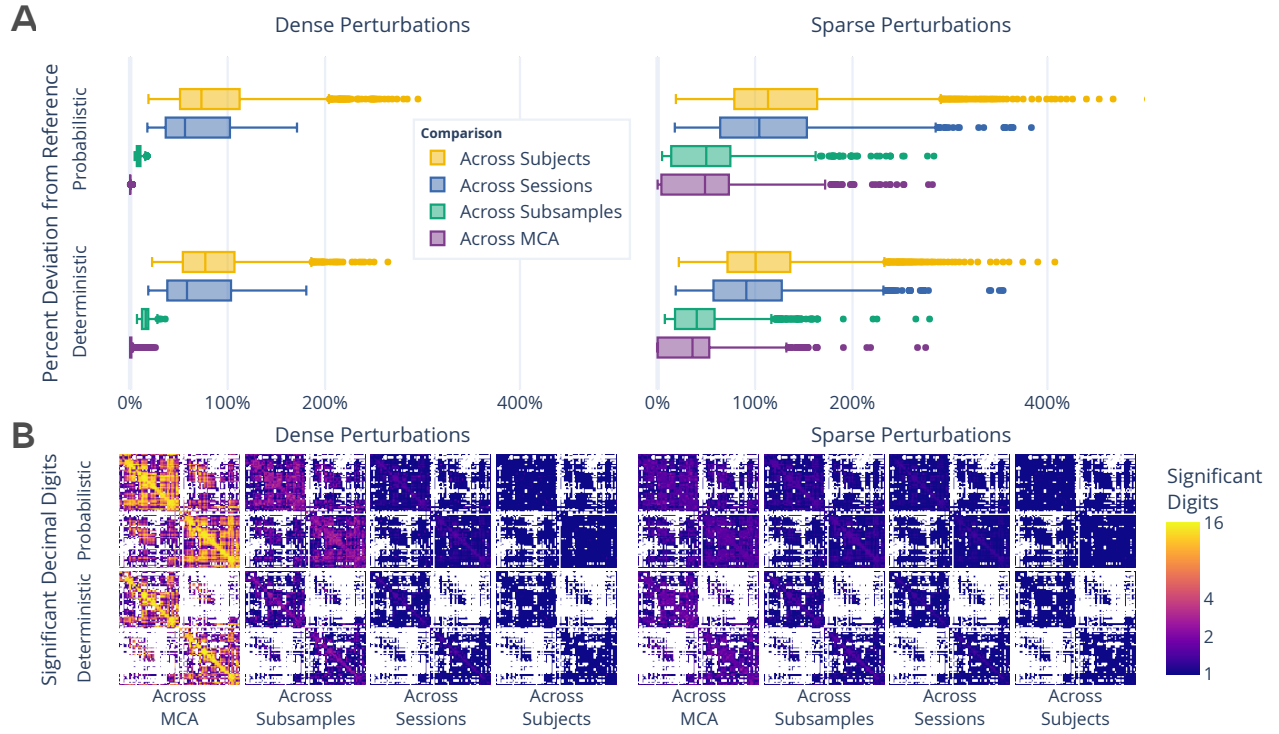 A
Dense Perturbations
Sparse Perturbations
Percent Deviation from Reference
Probabilistic
Deterministic
Comparison
Across Subjects
Across Sessions
Across Subsamples
Across MCA
0% 100% 200% 400%
0% 100% 200% 400%
B
Dense Perturbations
Sparse Perturbations
Significant Decimal Digits
Probabilistic
Deterministic
Across
MCA
Across
Subsamples
Across
Sessions
Across
Subjects
Across
MCA
Across
Subsamples
Across
Sessions
Across
Subjects
Significant
Digits
16
4
2
1